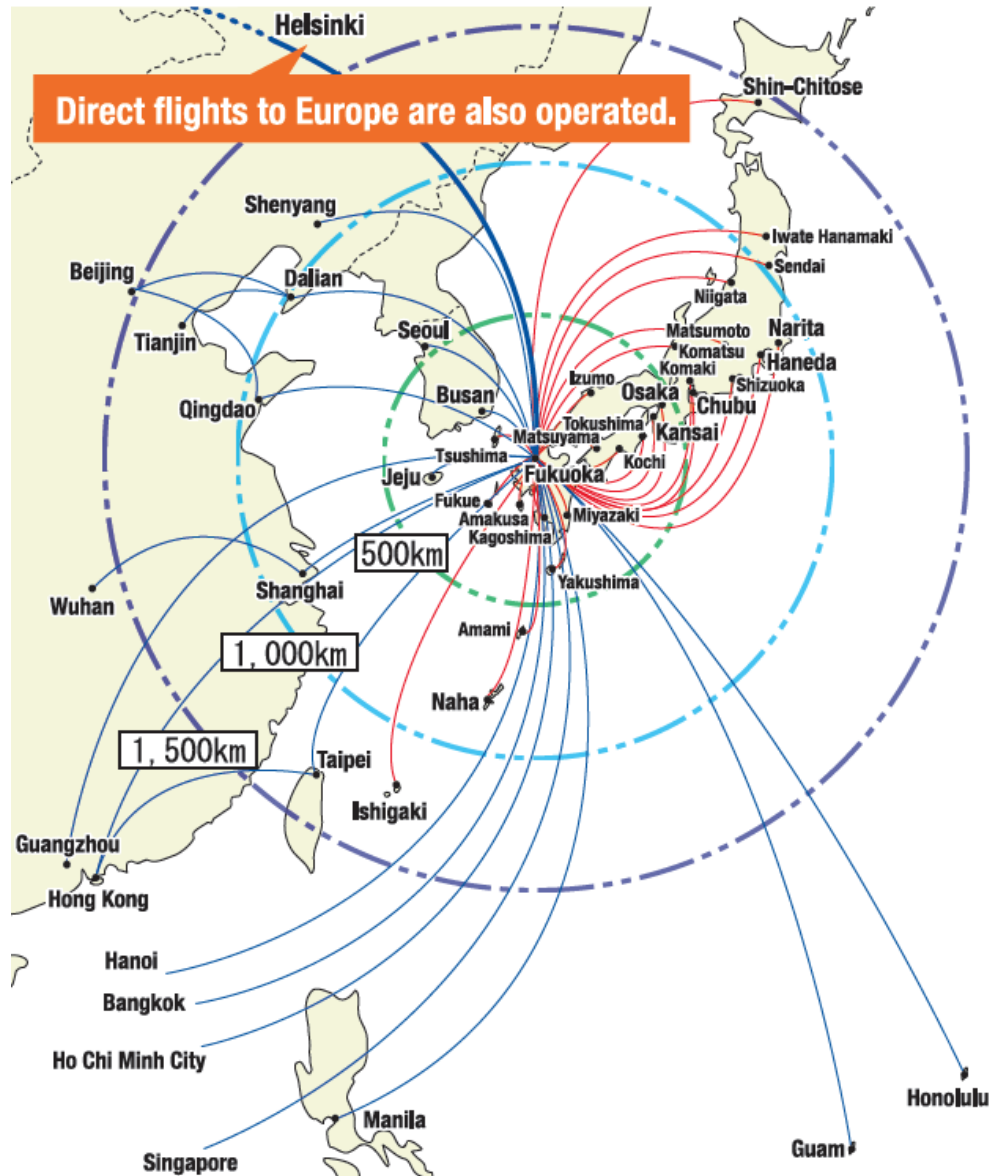 Helsinki
Direct flights to Europe are also operated.
Shin–Chitose
Shenyang
Iwate Hanamaki
Beijing
Dalian
Sendai
Niigata
Tianjin
Seoul
Matsumoto
Narita
Komatsu
Haneda
Komaki
Izumo
Shizuoka
Qingdao
Busan
Osaka
Chubu
Tokushima
Kansai
Matsuyama
Tsushima
Kochi
Jeju
Fukuoka
Fukue
Amakusa
Miyazaki
Kagoshima
500km
Shanghai
Yakushima
Wuhan
Amami
1,000km
Naha
1,500km
Taipei
Ishigaki
Guangzhou
Hong Kong
Hanoi
Bangkok
Ho Chi Minh City
Honolulu
Manila
Guam
Singapore